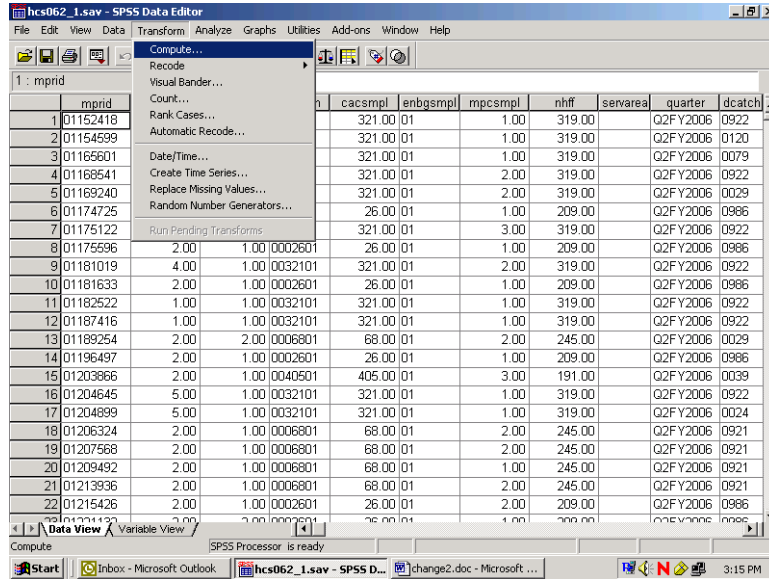 hcs062_1.sav - SPSS Data Editor
File Edit View Data Transform Analyze Graphs Utilities Add-ons Window Help
Compute...
Recode
Visual Bander...
Count...
Rank Cases...
Automatic Recode...
Date/Time...
Create Time Series...
Replace Missing Values...
Random Number Generators...
Run Pending Transforms
1 : mprid
mprid cacsmpl enbgsmpl mpcsmpl nhff servarea quarter dcatch
1 01152418 321.00 01 1.00 319.00 Q2FY2006 0922
2 01154599 321.00 01 1.00 319.00 Q2FY2006 0120
3 01165601 321.00 01 1.00 319.00 Q2FY2006 0079
4 01168541 321.00 01 2.00 319.00 Q2FY2006 0922
5 01169240 321.00 01 2.00 319.00 Q2FY2006 0029
6 01174725 26.00 01 1.00 209.00 Q2FY2006 0986
7 01175122 321.00 01 3.00 319.00 Q2FY2006 0922
8 01175596 2.00 1.00 0002601 26.00 01 1.00 209.00 Q2FY2006 0986
9 01181019 4.00 1.00 0032101 321.00 01 2.00 319.00 Q2FY2006 0922
10 01181633 2.00 1.00 0002601 26.00 01 1.00 209.00 Q2FY2006 0986
11 01182522 1.00 1.00 0032101 321.00 01 1.00 319.00 Q2FY2006 0922
12 01187416 1.00 1.00 0032101 321.00 01 1.00 319.00 Q2FY2006 0922
13 01189254 2.00 2.00 0006801 68.00 01 2.00 245.00 Q2FY2006 0029
14 01196497 2.00 1.00 0002601 26.00 01 1.00 209.00 Q2FY2006 0986
15 01203866 2.00 1.00 0040501 405.00 01 3.00 191.00 Q2FY2006 0039
16 01204645 5.00 1.00 0032101 321.00 01 1.00 319.00 Q2FY2006 0922
17 01204899 5.00 1.00 0032101 321.00 01 1.00 319.00 Q2FY2006 0024
18 01206324 2.00 1.00 0006801 68.00 01 2.00 245.00 Q2FY2006 0921
19 01207568 2.00 1.00 0006801 68.00 01 2.00 245.00 Q2FY2006 0921
20 01209492 2.00 1.00 0006801 68.00 01 1.00 245.00 Q2FY2006 0921
21 01213936 2.00 1.00 0006801 68.00 01 2.00 245.00 Q2FY2006 0921
22 01215426 2.00 1.00 0002601 26.00 01 2.00 209.00 Q2FY2006 0986
Data View Variable View
Compute SPSS Processor is ready
Start Inbox - Microsoft Outlook hcs062_1.sav - SPSS D... change2.doc - Microsoft ... 3:15 PM